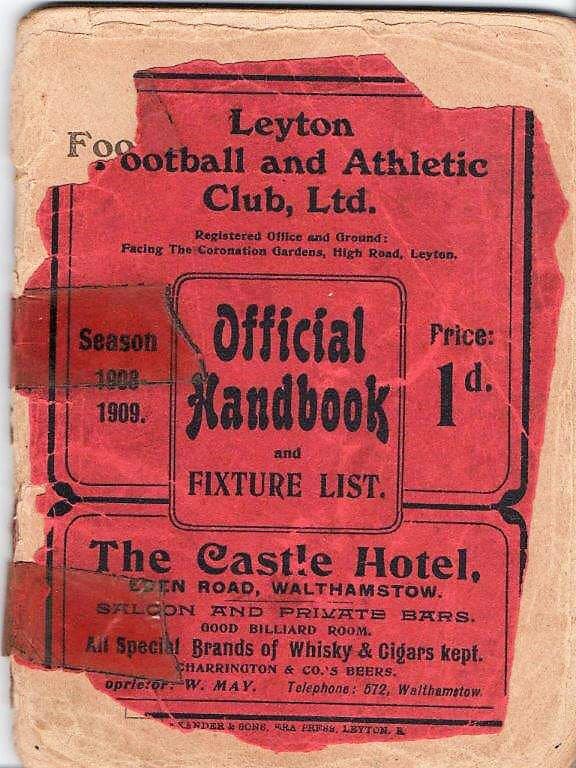 Leyton
Foo
ootball and Athletic
Club, Ltd.
Registered Office and Ground:
Facing The Coronation Gardens, High Road, Leyton.
Official
Handbook
and
FIXTURE LIST.
Season
1908-
1909.
Price:
1d.
The Castle Hotel,
EDEN ROAD, WALTHAMSTOW.
SALOON AND PRIVATE BARS.
GOOD BILLIARD ROOM.
All Special Brands of Whisky & Cigars kept.
CHARRINGTON & CO.'S BEERS.
oprietor: W. MAY. Telephone: 572, Walthamstow.
XANDER & SONS, ERA PRESS, LEYTON, E.